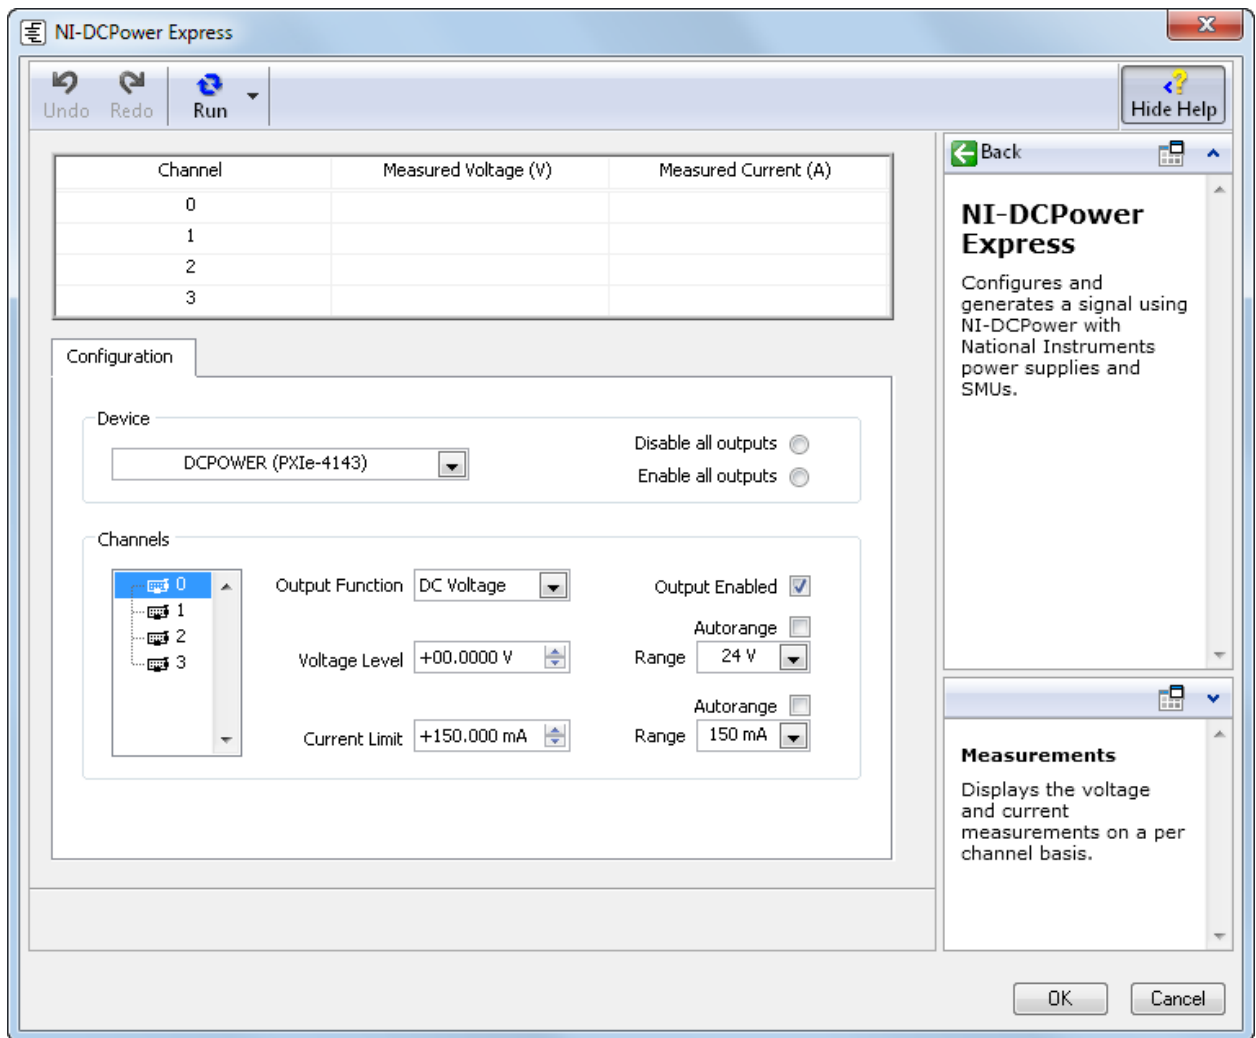 NI-DCPower Express
Undo Redo Run Hide Help
Channel Measured Voltage (V) Measured Current (A)
0
1
2
3
Configuration
Device
DCPOWER (PXIe-4143)
Disable all outputs
Enable all outputs
Channels
0
1
2
3
Output Function DC Voltage Output Enabled
Autorange
Voltage Level +00.0000 V Range 24 V
Autorange
Current Limit +150.000 mA Range 150 mA
Back
NI-DCPower
Express
Configures and
generates a signal using
NI-DCPower with
National Instruments
power supplies and
SMUs.
Measurements
Displays the voltage
and current
measurements on a per
channel basis.
OK Cancel